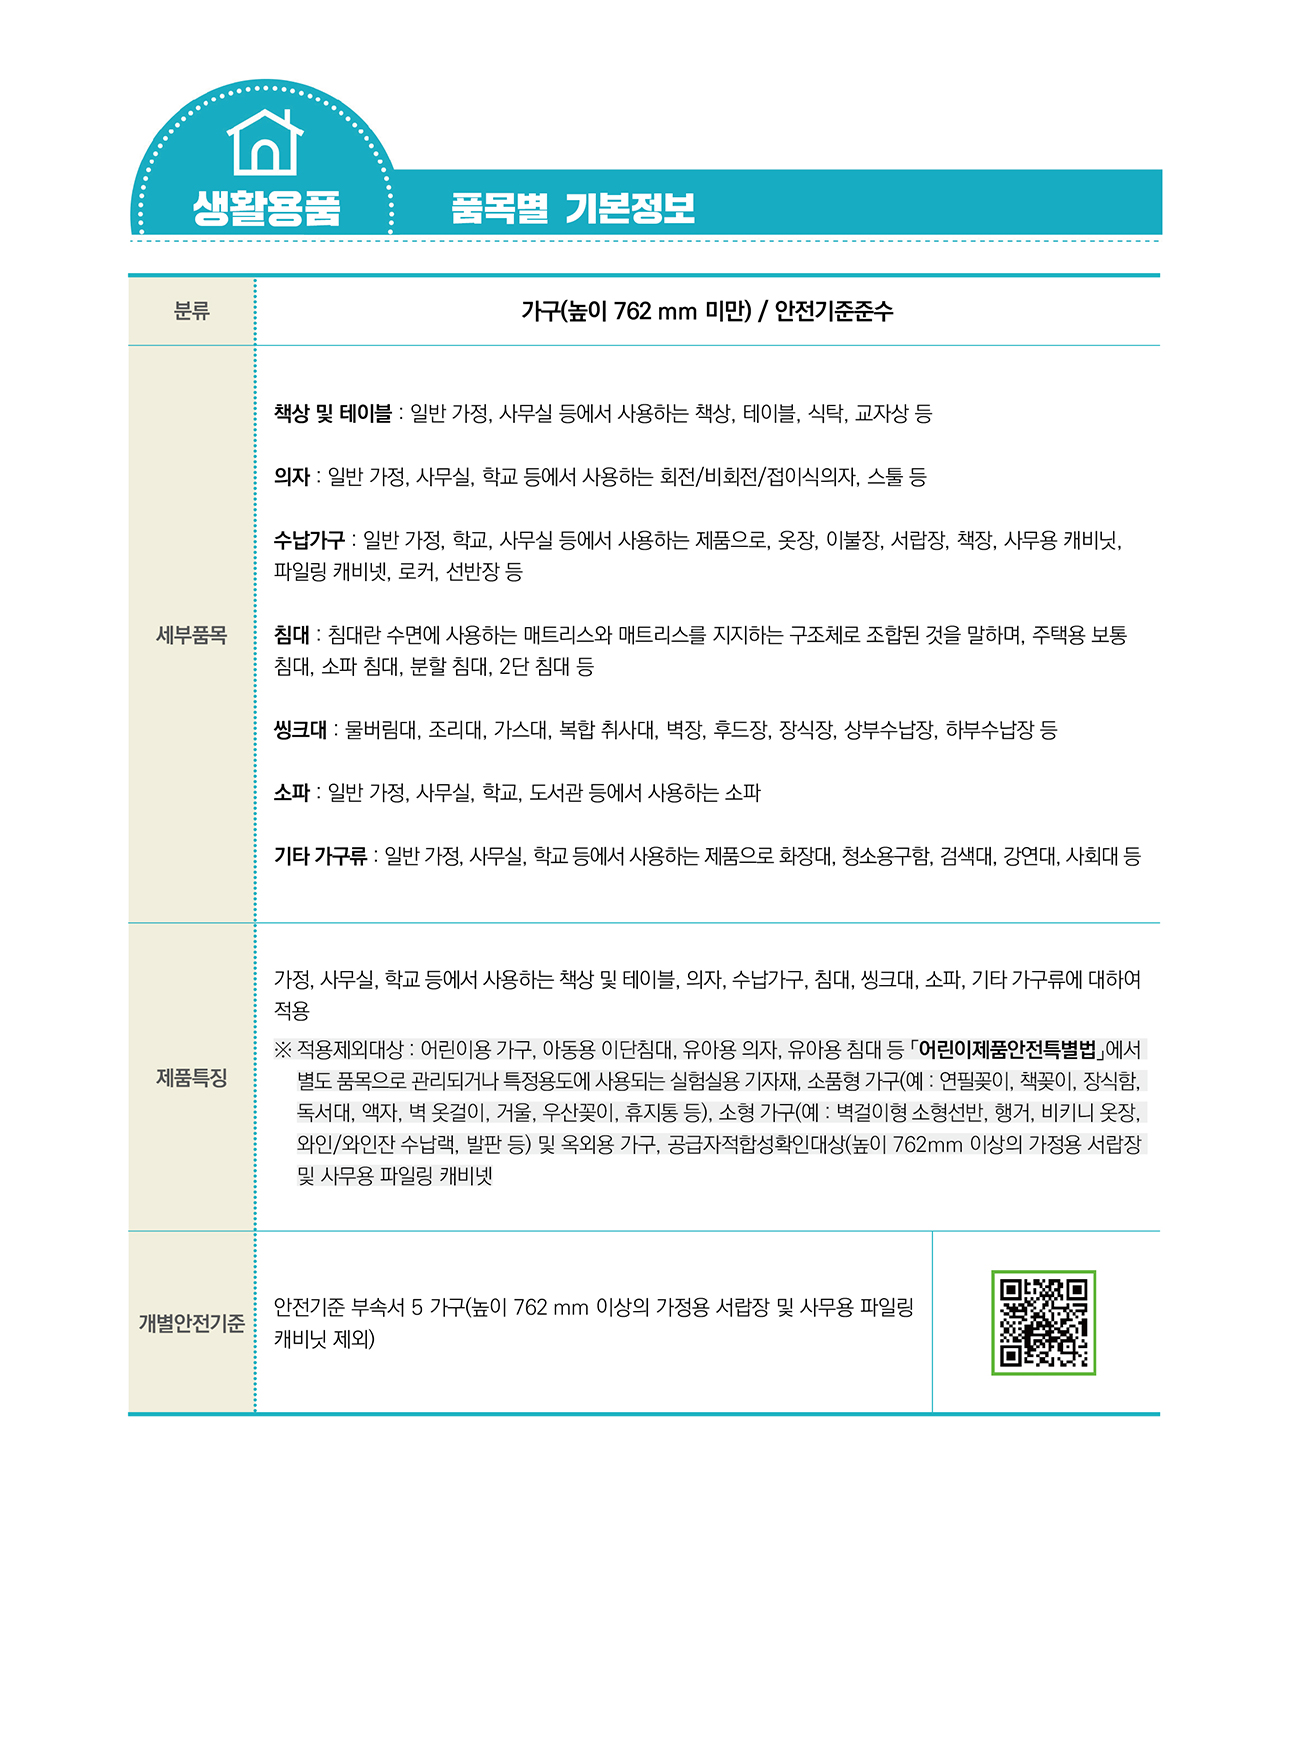 생활용품
품목별 기본정보
분류
가구(높이 762 mm 미만) / 안전기준준수
세부품목
책상 및 테이블 : 일반 가정, 사무실 등에서 사용하는 책상, 테이블, 식탁, 교자상 등
의자 : 일반 가정, 사무실, 학교 등에서 사용하는 회전/비회전/접이식의자, 스툴 등
수납가구 : 일반 가정, 학교, 사무실 등에서 사용하는 제품으로, 옷장, 이불장, 서랍장, 책장, 사무용 캐비닛,
파일링 캐비넷, 로커, 선반장 등
침대 : 침대란 수면에 사용하는 매트리스와 매트리스를 지지하는 구조체로 조합된 것을 말하며, 주택용 보통
침대, 소파 침대, 분할 침대, 2단 침대 등
씽크대 : 물버림대, 조리대, 가스대, 복합 취사대, 벽장, 후드장, 장식장, 상부수납장, 하부수납장 등
소파 : 일반 가정, 사무실, 학교, 도서관 등에서 사용하는 소파
기타 가구류 : 일반 가정, 사무실, 학교 등에서 사용하는 제품으로 화장대, 청소용구함, 검색대, 강연대, 사회대 등
제품특징
가정, 사무실, 학교 등에서 사용하는 책상 및 테이블, 의자, 수납가구, 침대, 씽크대, 소파, 기타 가구류에 대하여
적용
※ 적용제외대상 : 어린이용 가구, 아동용 이단침대, 유아용 의자, 유아용 침대 등 「어린이제품안전특별법」에서
별도 품목으로 관리되거나 특정용도에 사용되는 실험실용 기자재, 소품형 가구(예 : 연필꽂이, 책꽂이, 장식함,
독서대, 액자, 벽 옷걸이, 거울, 우산꽂이, 휴지통 등), 소형 가구(예 : 벽걸이형 소형선반, 행거, 비키니 옷장,
와인/와인잔 수납랙, 발판 등) 및 옥외용 가구, 공급자적합성확인대상(높이 762mm 이상의 가정용 서랍장
및 사무용 파일링 캐비넷
개별안전기준
안전기준 부속서 5 가구(높이 762 mm 이상의 가정용 서랍장 및 사무용 파일링
캐비닛 제외)